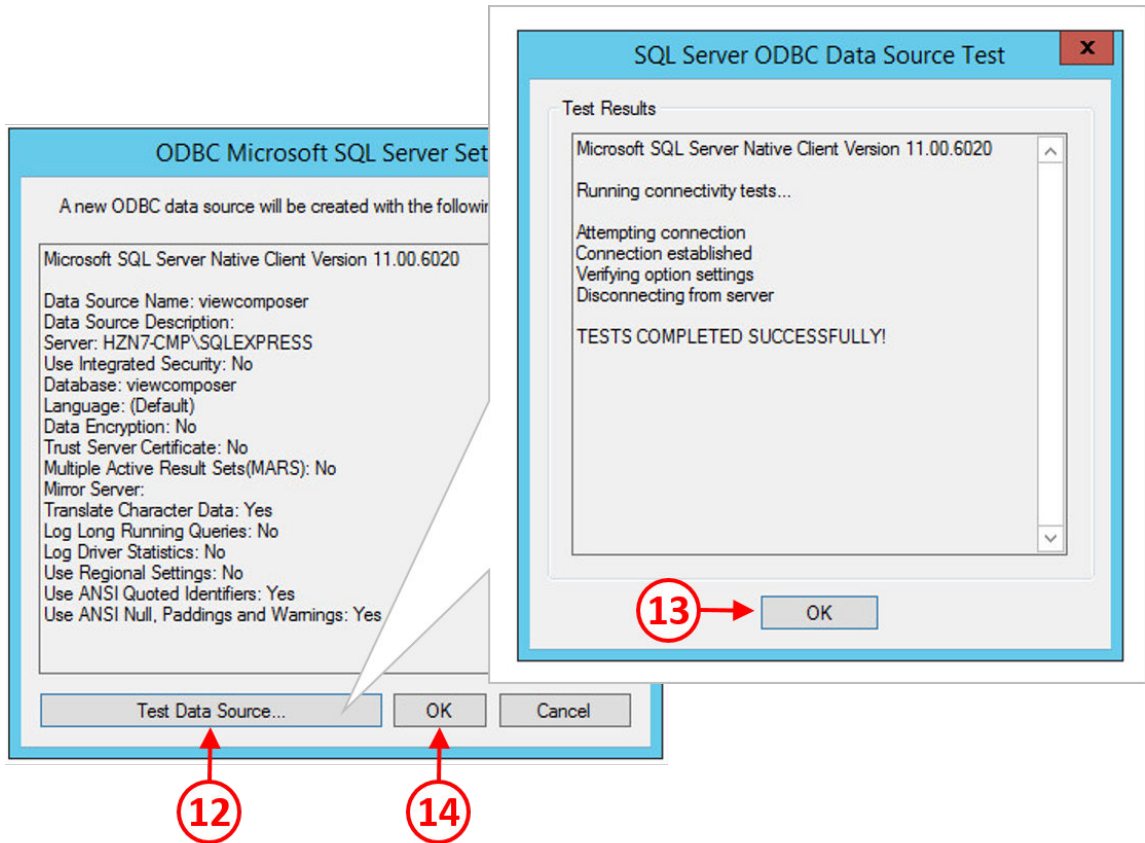 ODBC Microsoft SQL Server Set
A new ODBC data source will be created with the followin
Microsoft SQL Server Native Client Version 11.00.6020
Data Source Name: viewcomposer
Data Source Description:
Server: HZN7-CMP\SQLEXPRESS
Use Integrated Security: No
Database: viewcomposer
Language: (Default)
Data Encryption: No
Trust Server Certificate: No
Multiple Active Result Sets(MARS): No
Mirror Server:
Translate Character Data: Yes
Log Long Running Queries: No
Log Driver Statistics: No
Use Regional Settings: No
Use ANSI Quoted Identifiers: Yes
Use ANSI Null, Paddings and Warnings: Yes
Test Data Source...
OK
Cancel
12
14
SQL Server ODBC Data Source Test
x
Test Results
Microsoft SQL Server Native Client Version 11.00.6020
Running connectivity tests...
Attempting connection
Connection established
Verifying option settings
Disconnecting from server
TESTS COMPLETED SUCCESSFULLY!
13
OK